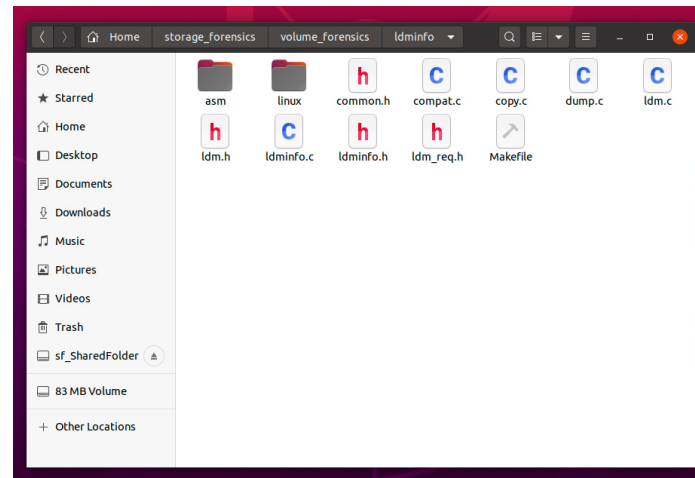 Home storage_forensics volume_forensics ldminfo
Recent
Starred
Home
Desktop
Documents
Downloads
Music
Pictures
Videos
Trash
sf_SharedFolder
83 MB Volume
+ Other Locations
asm linux common.h compat.c copy.c dump.c ldm.c
ldm.h ldminfo.c ldminfo.h ldm_req.h Makefile
h C C C C
h C h h